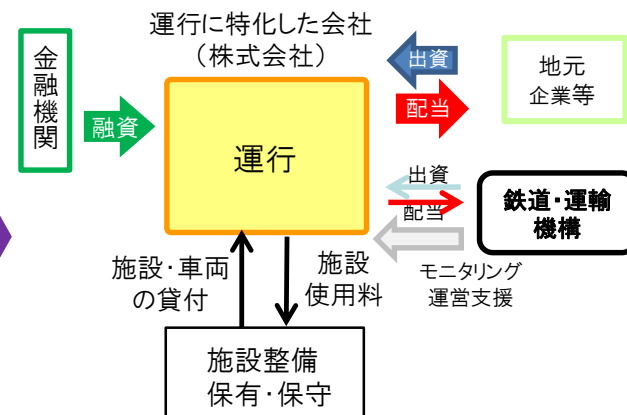 運行に特化した会社
（株式会社）
金融機関
融資
運行
出資
配当
地元
企業等
出資
配当
鉄道・運輸
機構
モニタリング
運営支援
施設・車両
の貸付
施設
使用料
施設整備
保有・保守